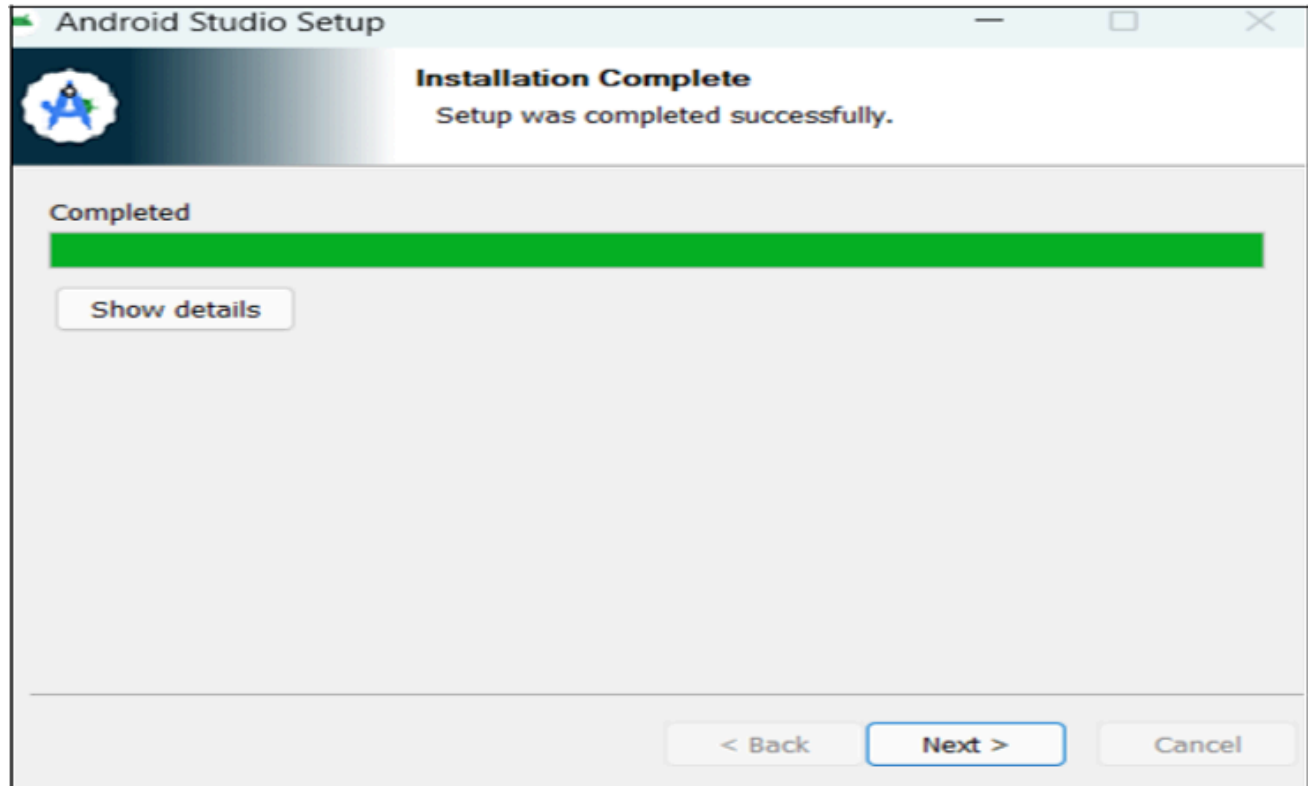 Android Studio Setup
Installation Complete
Setup was completed successfully.
Completed
Show details
< Back
Next >
Cancel